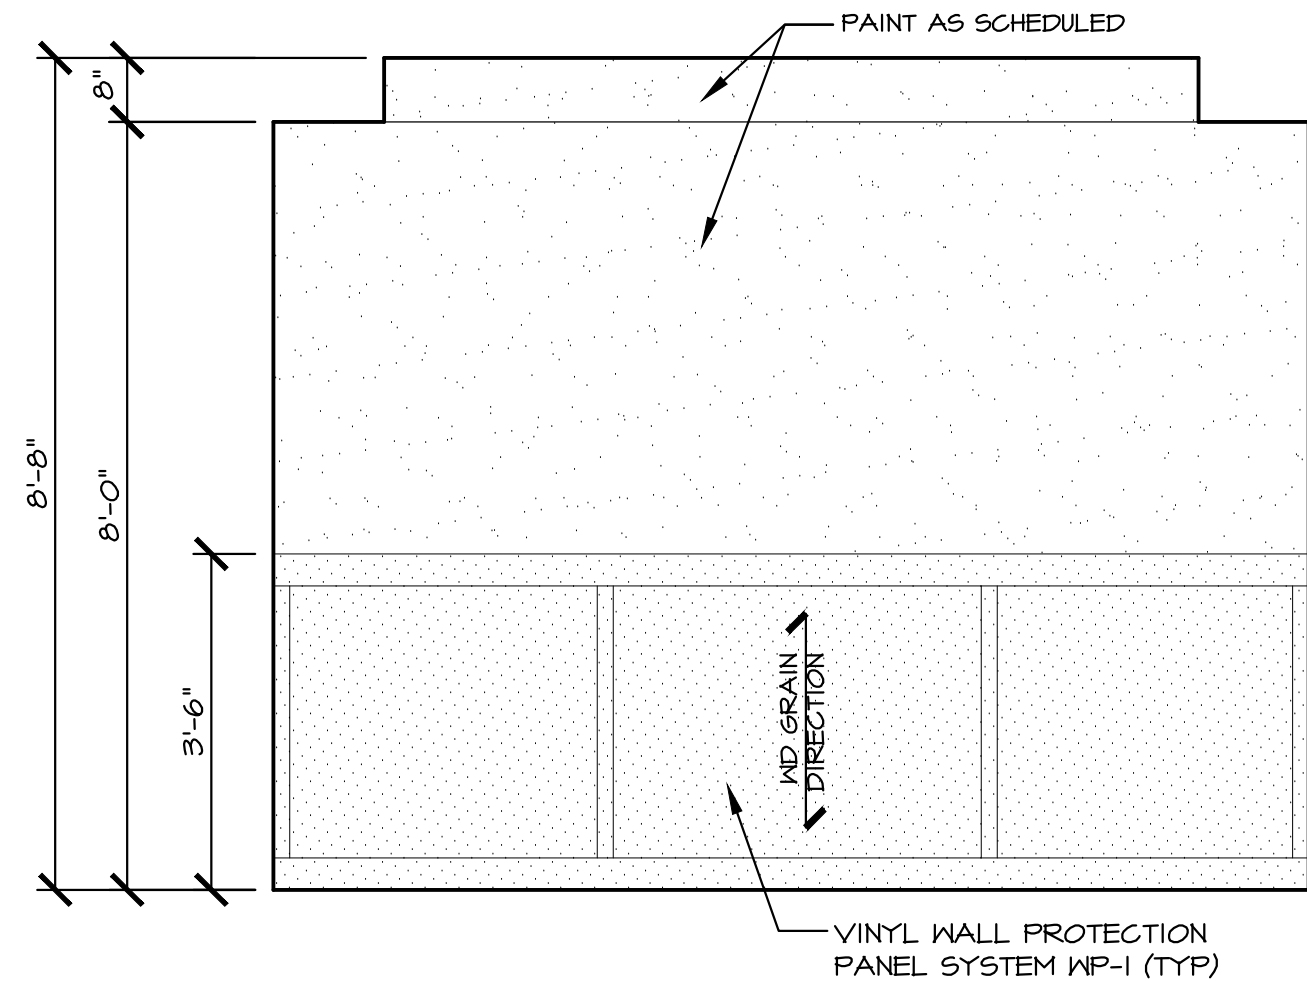 PAINT AS SCHEDULED
8"
8'-8"
8'-0"
3'-6"
WD GRAIN
DIRECTION
VINYL WALL PROTECTION
PANEL SYSTEM WP-1 (TYP)